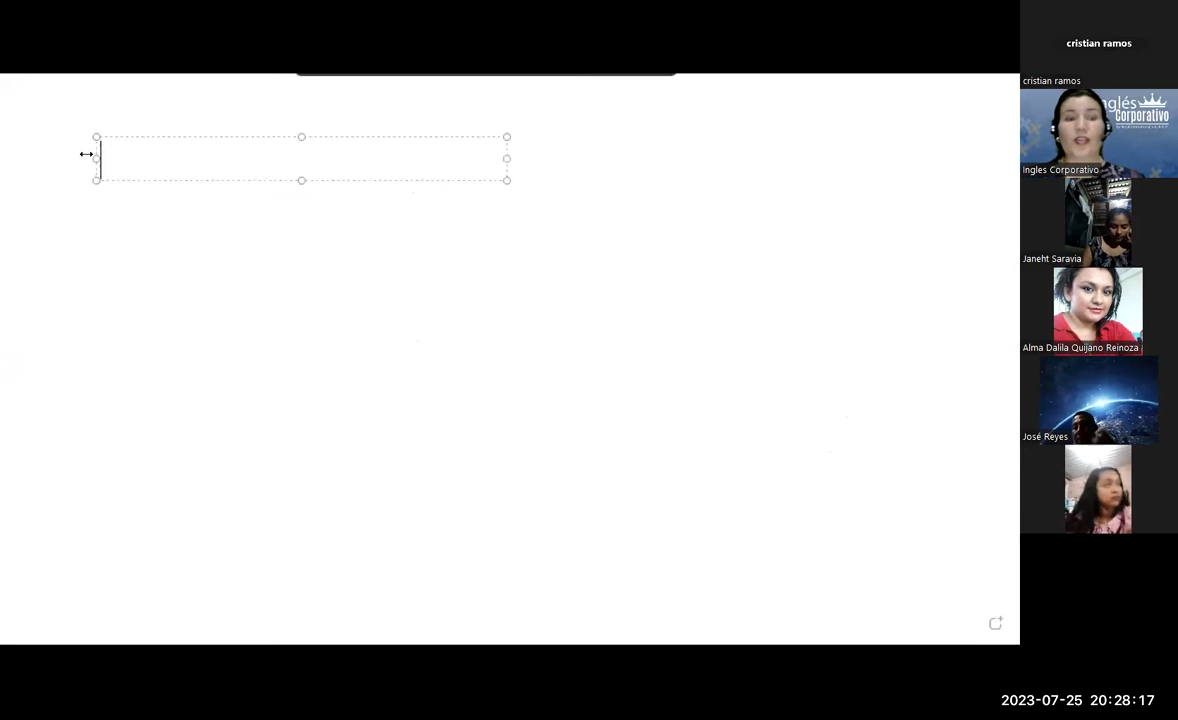 cristian ramos
cristian ramos
Inglés
Corporativo
Ingles Corporativo
Janeht Saravia
Alma Dalila Quijano Reinoza
José Reyes
2023-07-25 20:28:17